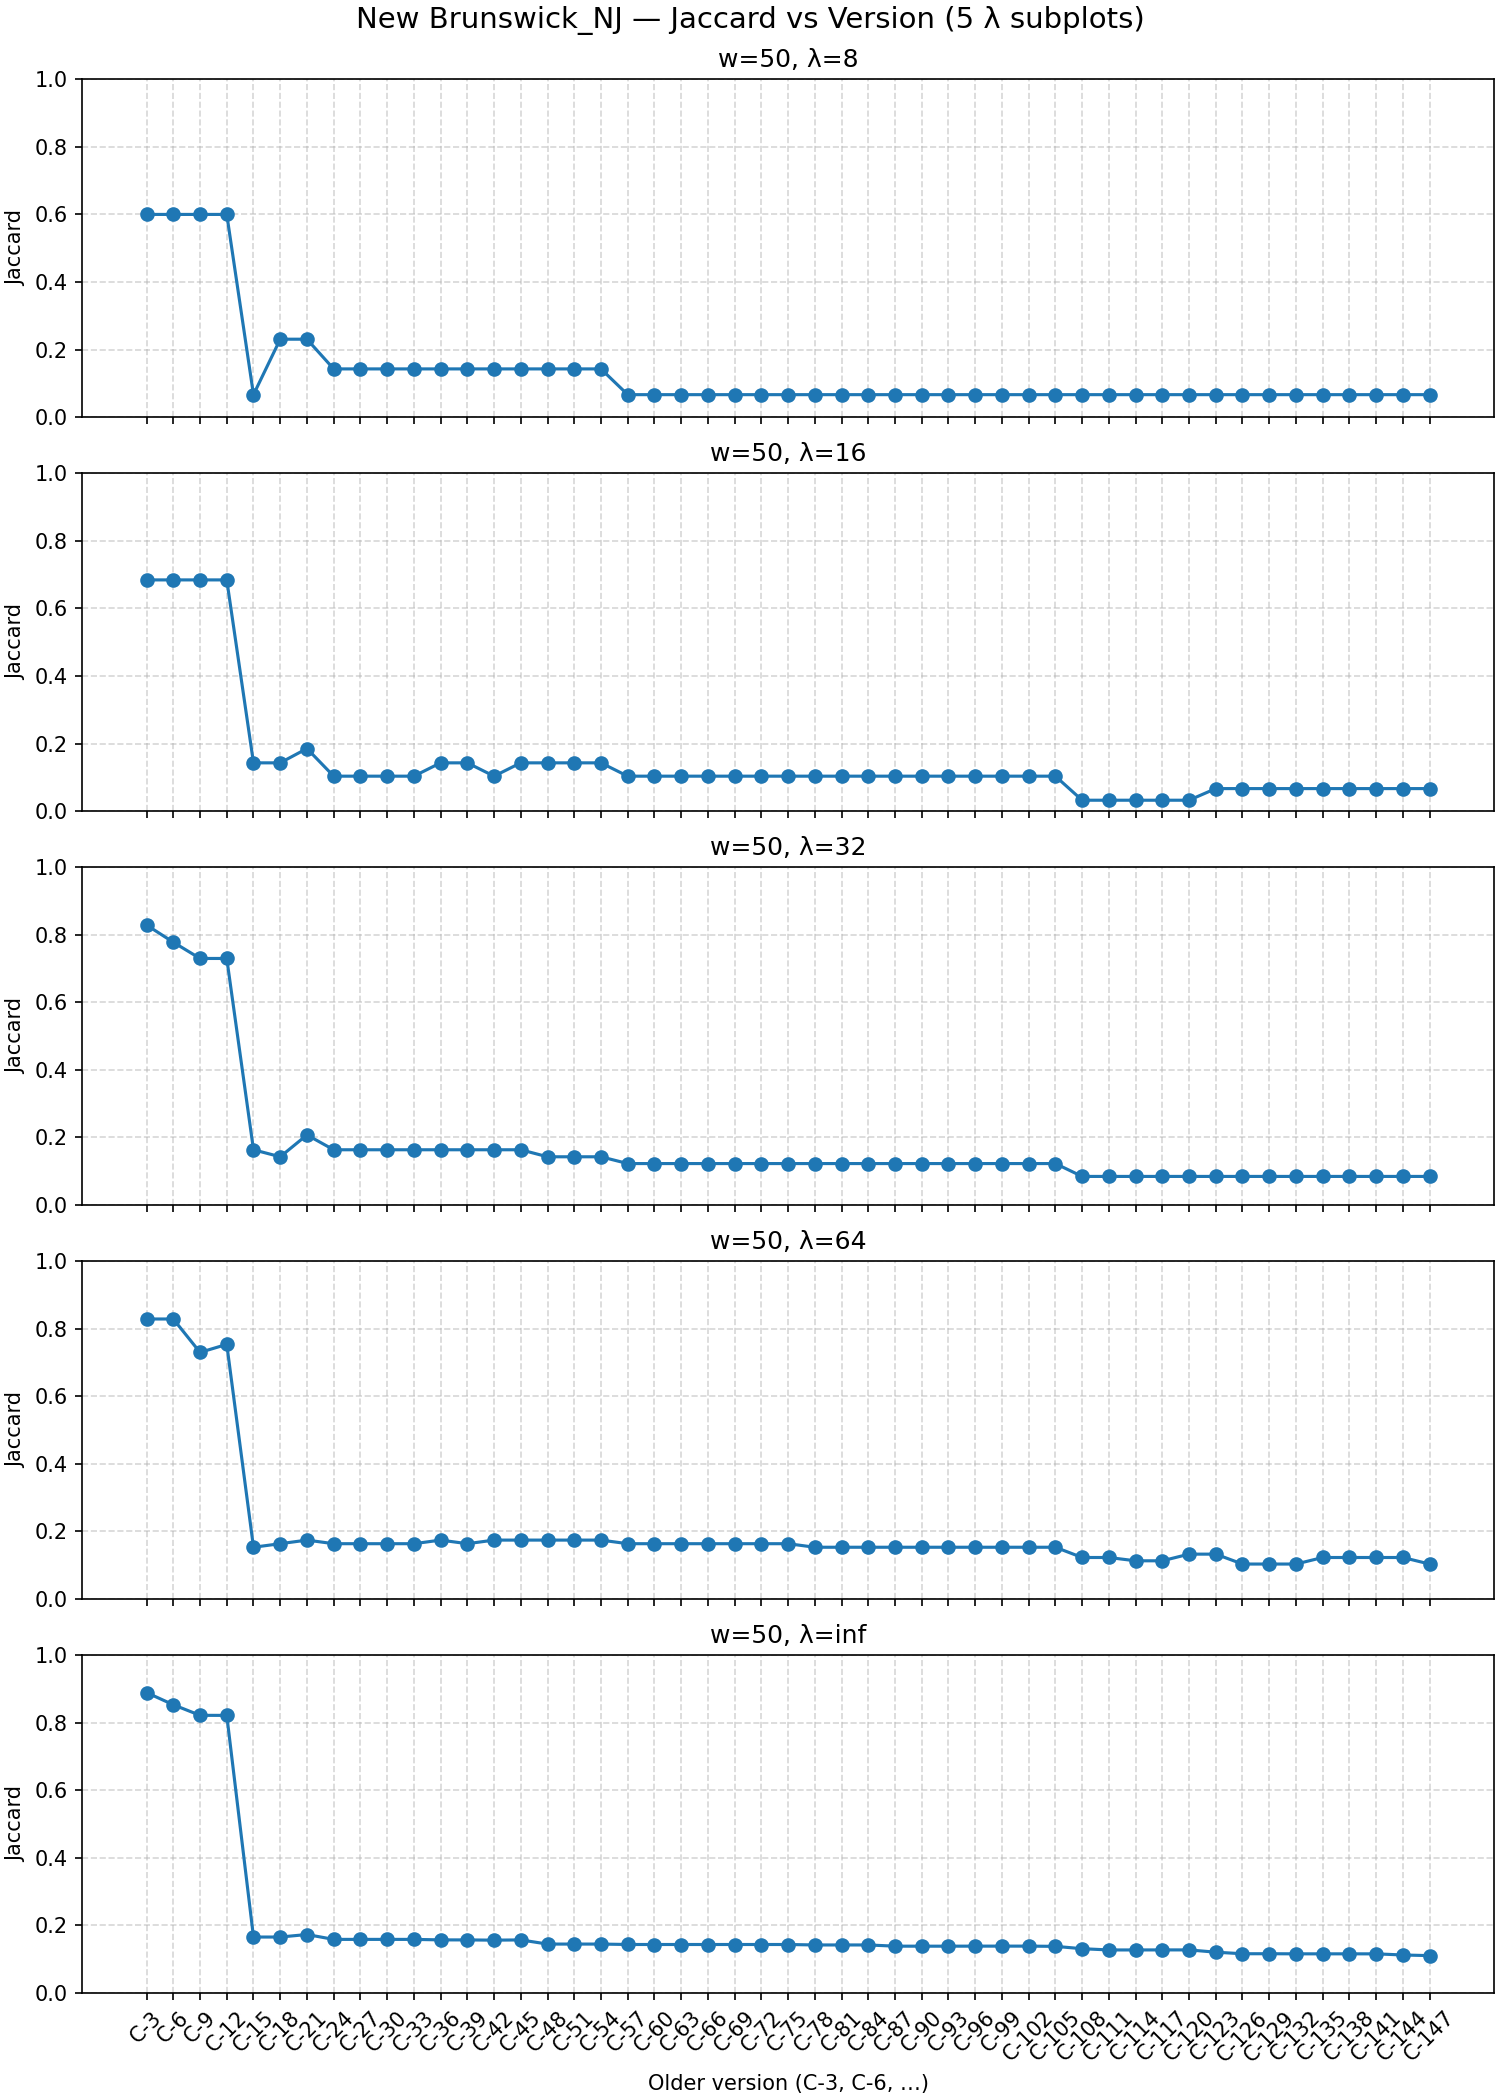 New Brunswick_NJ — Jaccard vs Version (5 λ subplots)
w=50, λ=8
1.0
0.8
0.6
0.4
0.2
0.0
Jaccard
w=50, λ=16
1.0
0.8
0.6
0.4
0.2
0.0
Jaccard
w=50, λ=32
1.0
0.8
0.6
0.4
0.2
0.0
Jaccard
w=50, λ=64
1.0
0.8
0.6
0.4
0.2
0.0
Jaccard
w=50, λ=inf
1.0
0.8
0.6
0.4
0.2
0.0
Jaccard
C-3 C-6 C-9 C-12 C-15 C-18 C-21 C-24 C-27 C-30 C-33 C-36 C-39 C-42 C-45 C-48 C-51 C-54 C-57 C-60 C-63 C-66 C-69 C-72 C-75 C-78 C-81 C-84 C-87 C-90 C-93 C-96 C-99 C-102 C-105 C-108 C-111 C-114 C-117 C-120 C-123 C-126 C-129 C-132 C-135 C-138 C-141 C-144 C-147
Older version (C-3, C-6, ...)